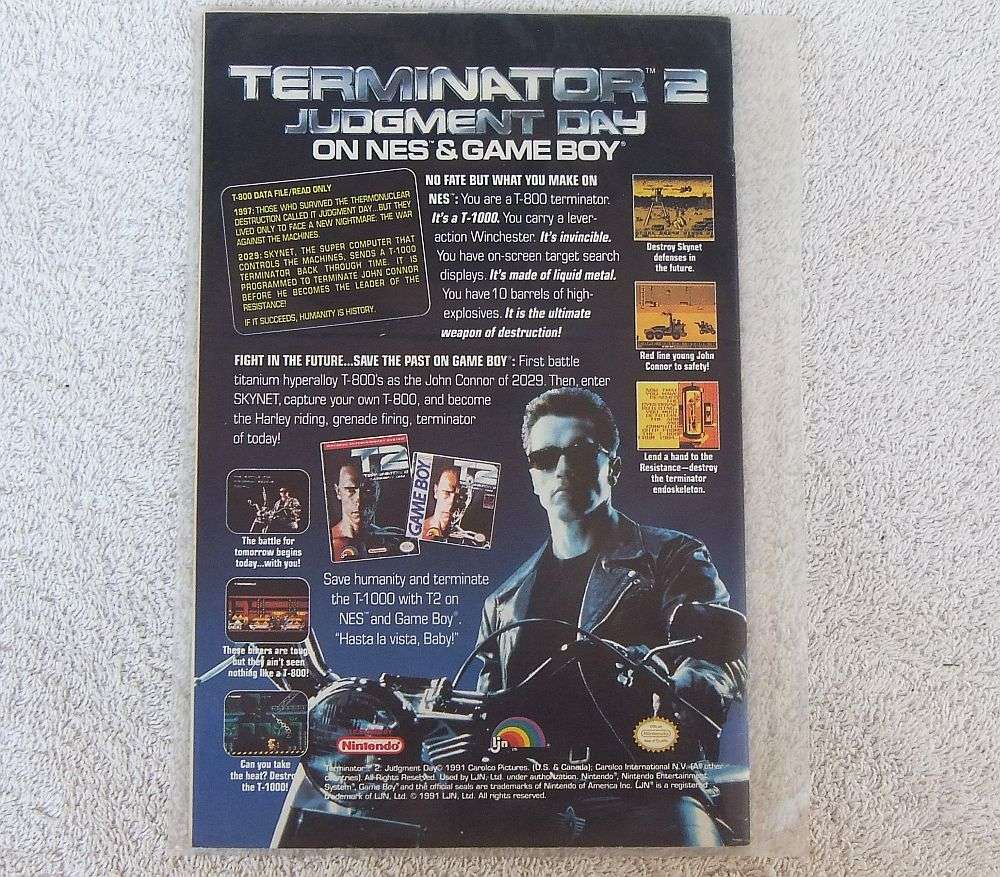 TERMINATOR™ 2
JUDGMENT DAY
ON NES™ & GAME BOY®
T-800 DATA FILE/READ ONLY
1997: THOSE WHO SURVIVED THE THERMONUCLEAR
DESTRUCTION CALLED IT JUDGMENT DAY...BUT THEY
LIVED ONLY TO FACE A NEW NIGHTMARE: THE WAR
AGAINST THE MACHINES.
2029: SKYNET, THE SUPER COMPUTER THAT
CONTROLS THE MACHINES, SENDS A T-1000
TERMINATOR BACK THROUGH TIME. IT IS
PROGRAMMED TO TERMINATE JOHN CONNOR
BEFORE HE BECOMES THE LEADER OF THE
RESISTANCE!
IF IT SUCCEEDS, HUMANITY IS HISTORY.
NO FATE BUT WHAT YOU MAKE ON
NES™: You are a T-800 terminator.
It's a T-1000. You carry a lever-
action Winchester. It's invincible.
You have on-screen target search
displays. It's made of liquid metal.
You have 10 barrels of high-
explosives. It is the ultimate
weapon of destruction!
Destroy Skynet
defenses in
the future.
Red line young John
Connor to safety!
Lend a hand to the
Resistance—destroy
the terminator
endoskeleton.
FIGHT IN THE FUTURE...SAVE THE PAST ON GAME BOY®: First battle
titanium hyperalloy T-800's as the John Connor of 2029. Then, enter
SKYNET, capture your own T-800, and become
the Harley riding, grenade firing, terminator
of today!
T2
GAME BOY
T2
The battle for
tomorrow begins
today...with you!
These bikers are tough
but they ain't seen
nothing like a T-800!
Can you take
the heat? Destroy
the T-1000!
Save humanity and terminate
the T-1000 with T2 on
NES™ and Game Boy®.
"Hasta la vista, Baby!"
Nintendo
LJN
Nintendo
Terminator™ 2: Judgment Day© 1991 Carolco Pictures. (U.S. & Canada); Carolco International N.V. (All other
countries). All Rights Reserved. Used by LJN, Ltd. under authorization. Nintendo®, Nintendo Entertainment
System®, Game Boy® and the official seals are trademarks of Nintendo of America Inc. LJN® is a registered
trademark of LJN, Ltd. © 1991 LJN, Ltd. All rights reserved.